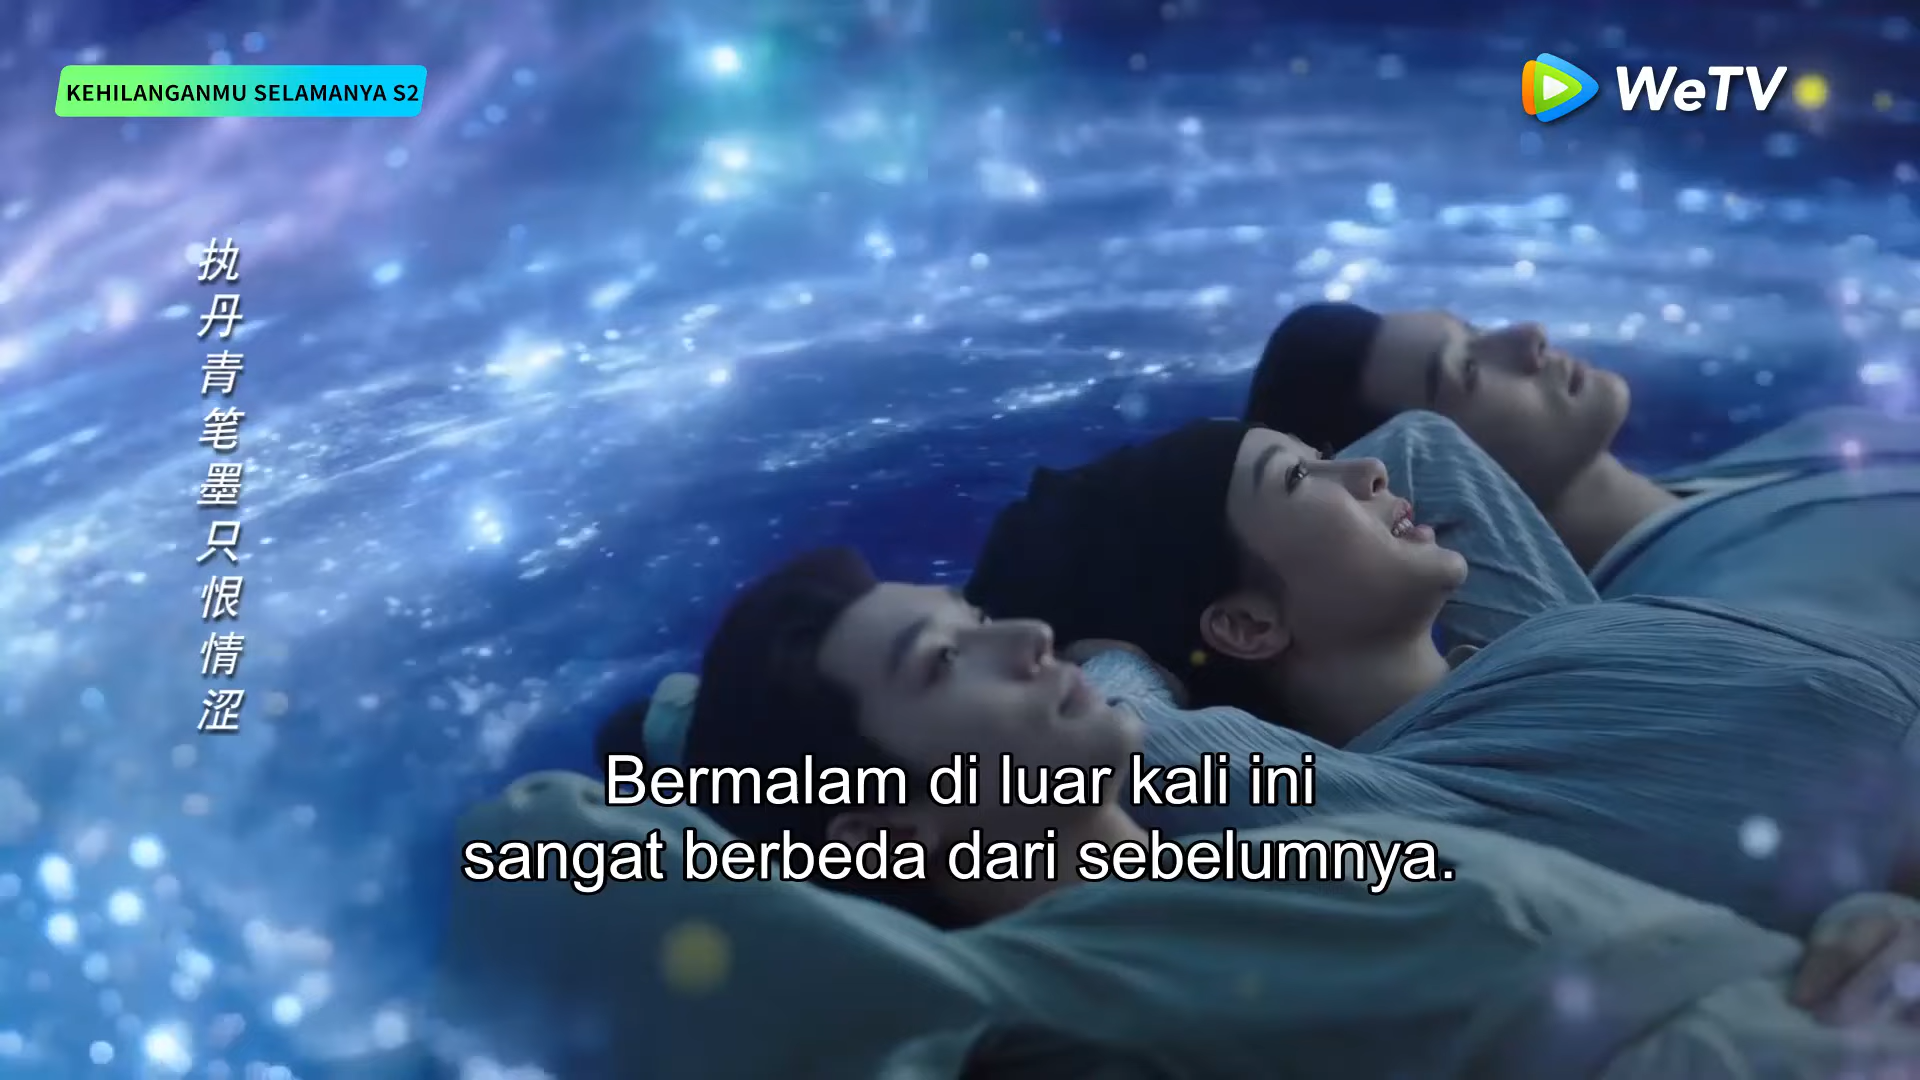 KEHILANGANMU SELAMANYA S2
WeTV
执丹青笔墨只恨情涩
Bermalam di luar kali ini
sangat berbeda dari sebelumnya.